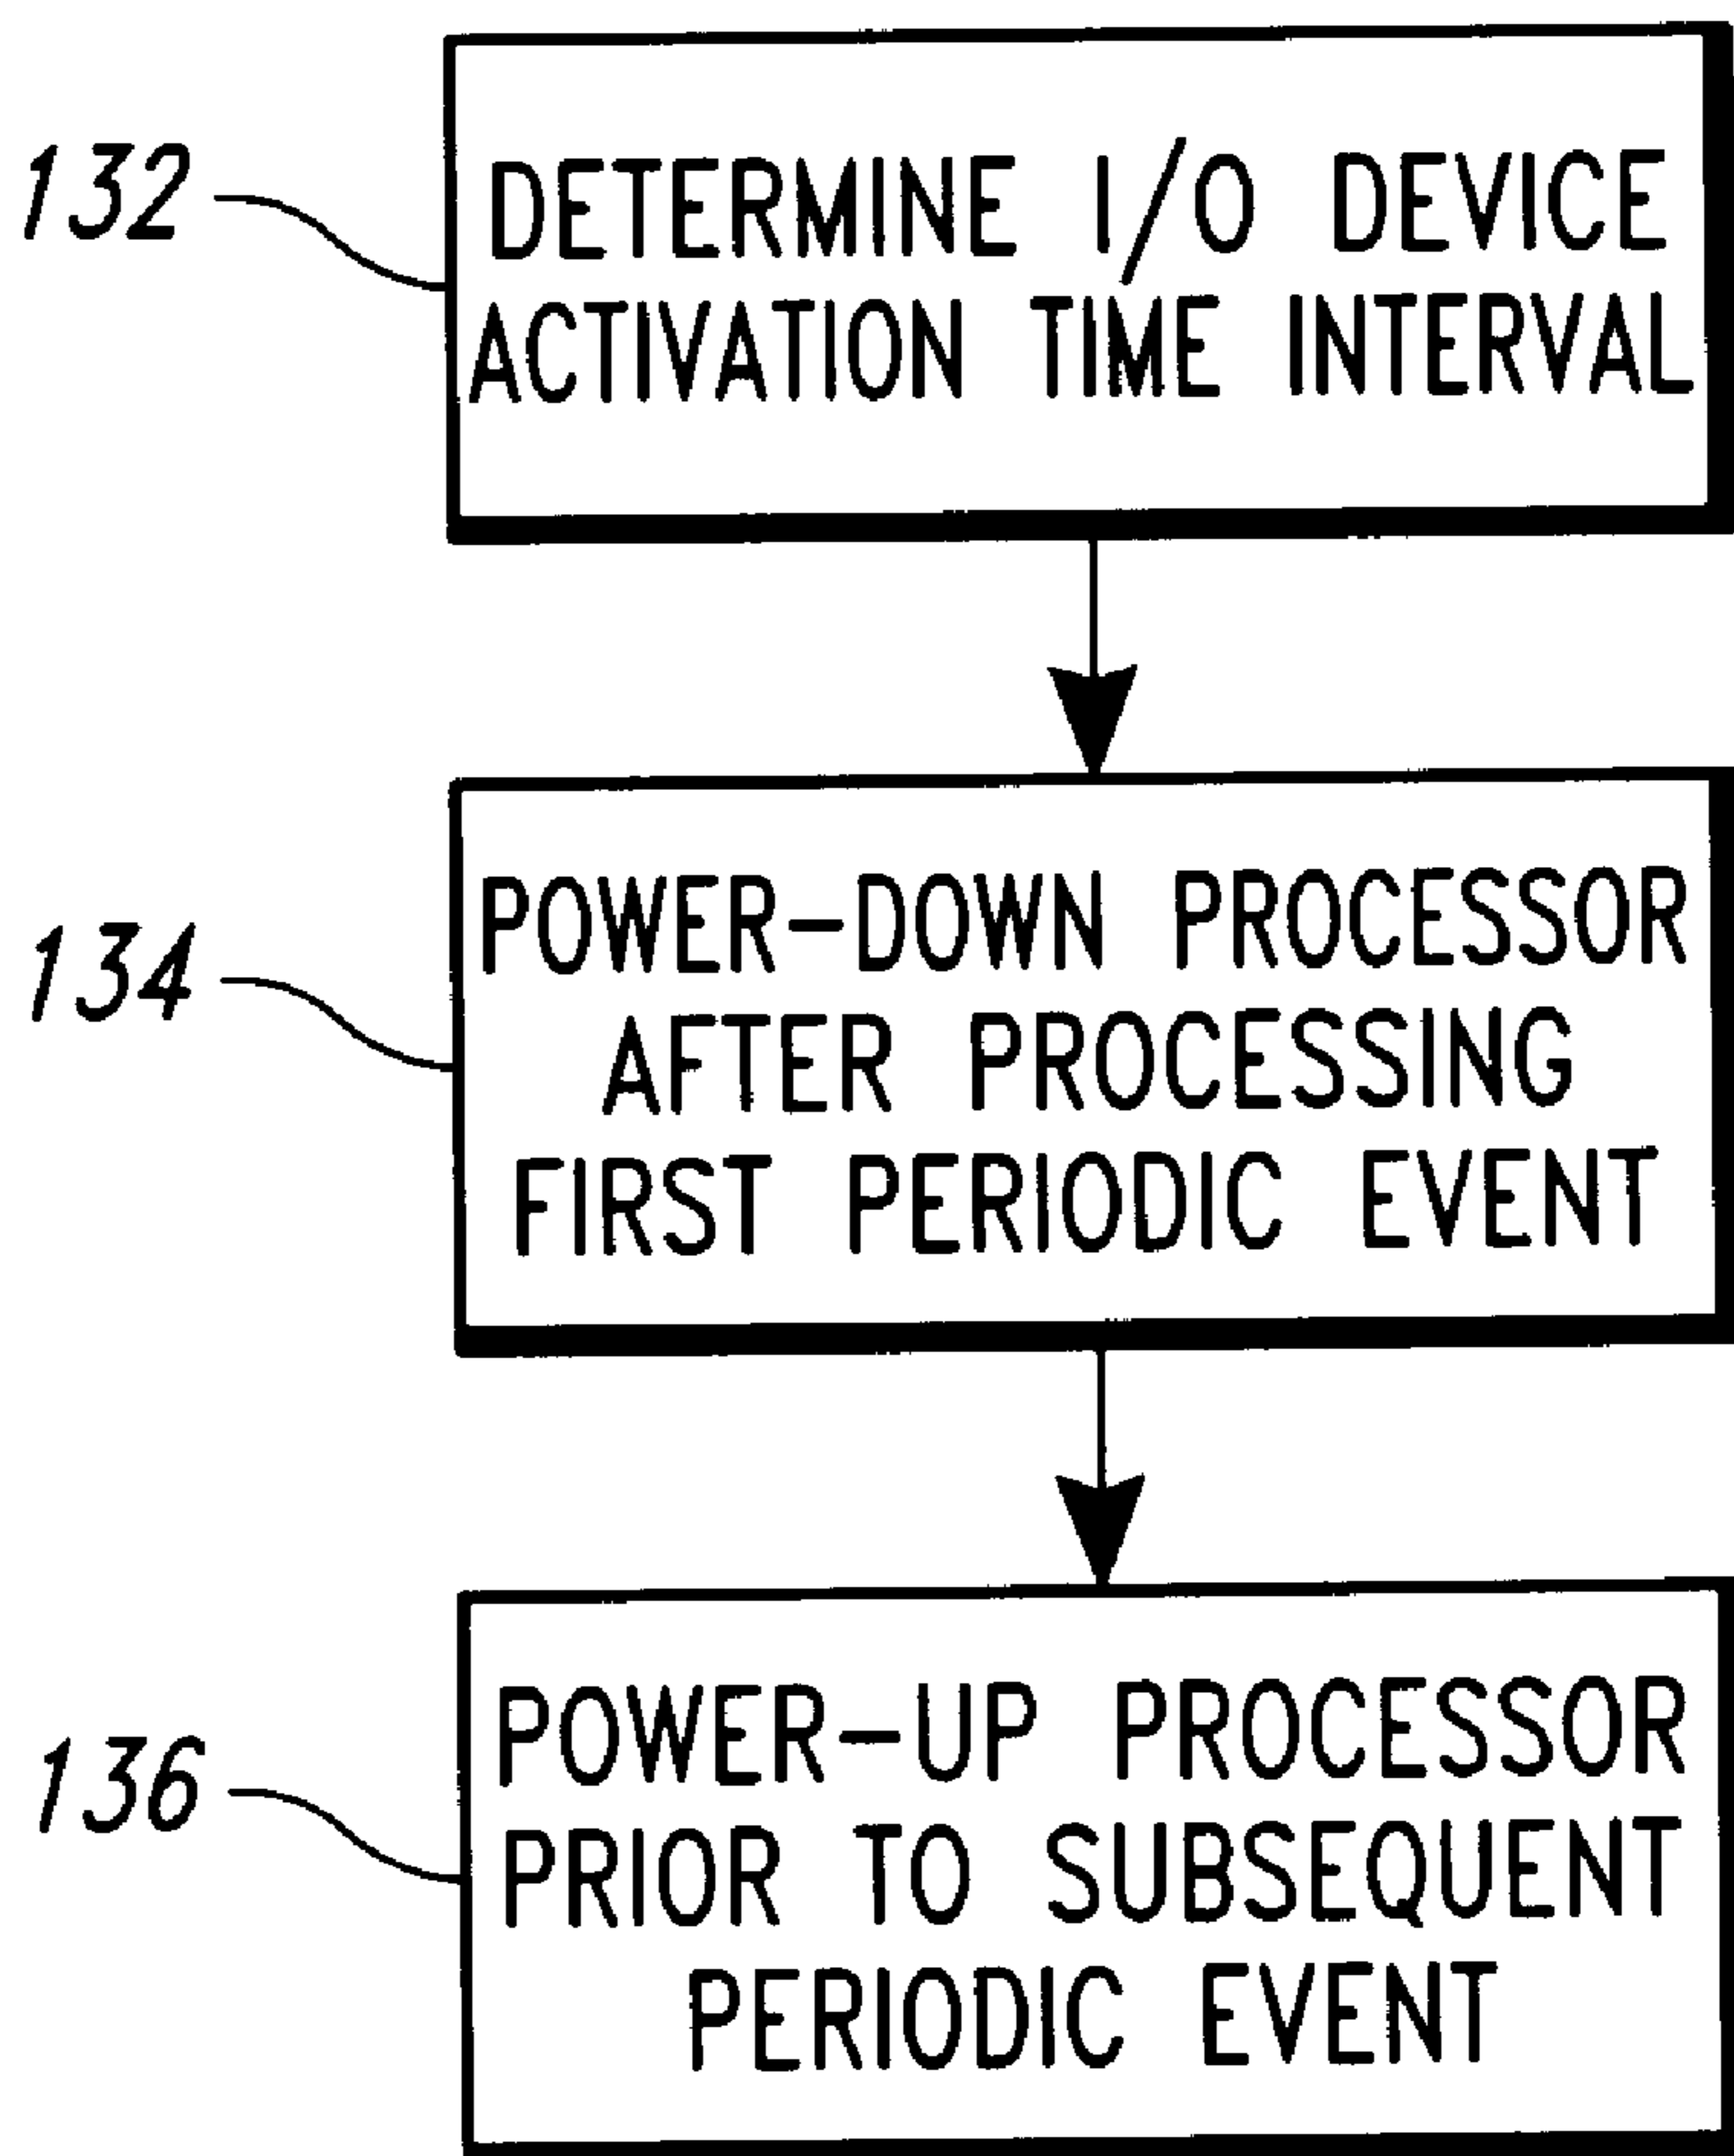 132
DETERMINE I/O DEVICE
ACTIVATION TIME INTERVAL
134
POWER-DOWN PROCESSOR
AFTER PROCESSING
FIRST PERIODIC EVENT
136
POWER-UP PROCESSOR
PRIOR TO SUBSEQUENT
PERIODIC EVENT